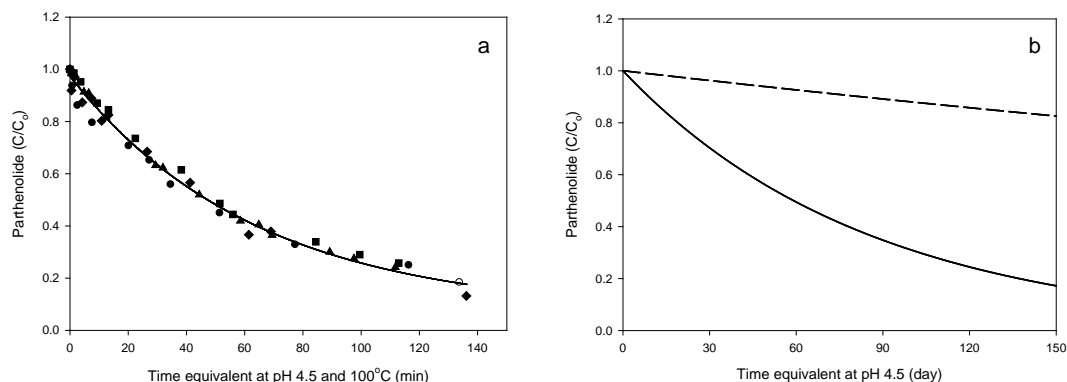 a
Parthenolide (C/Co)
1.2
1.0
0.8
0.6
0.4
0.2
0.0
0 20 40 60 80 100 120 140
Time equivalent at pH 4.5 and 100°C (min)
b
Parthenolide (C/Co)
1.2
1.0
0.8
0.6
0.4
0.2
0.0
0 30 60 90 120 150
Time equivalent at pH 4.5 (day)